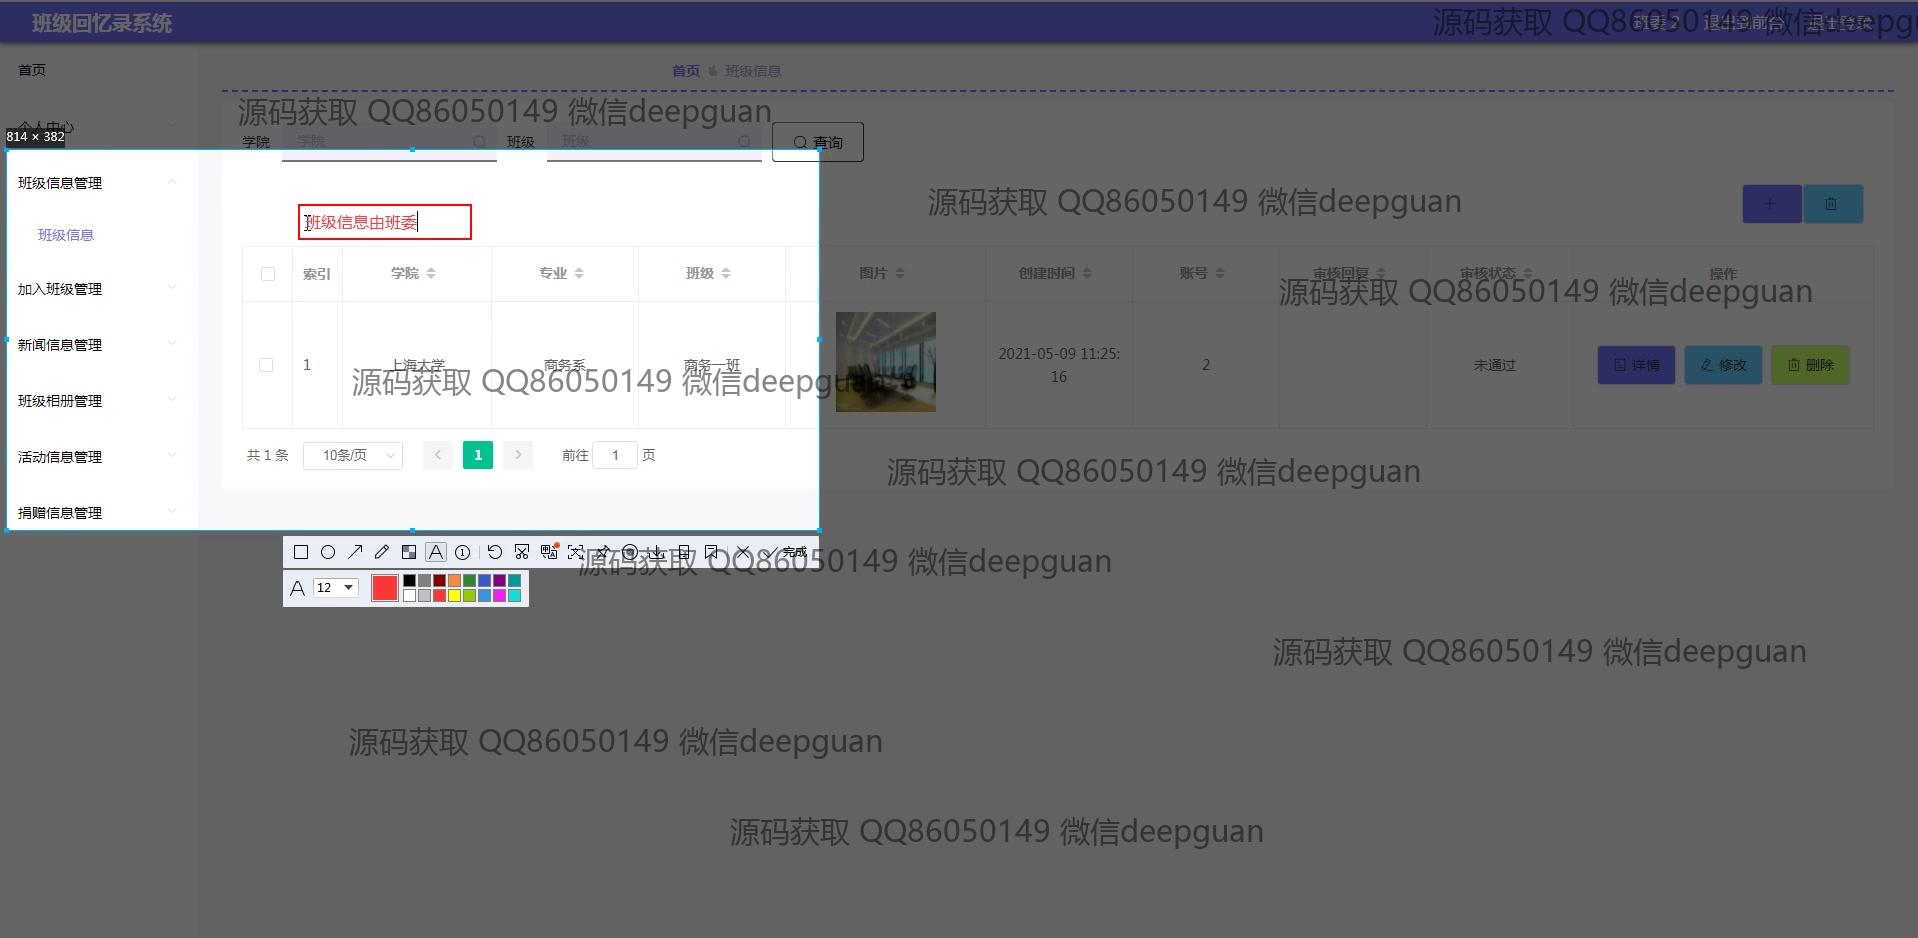 班级回忆录系统
源码获取 QQ86050149 微信deepgu
班委 2 退出到前台 退出登录
首页
首页 班级信息
个人中心
源码获取 QQ86050149 微信deepguan
814 × 382
学院 学院 班级 班级 查询
班级信息管理
源码获取 QQ86050149 微信deepguan
班级信息由班委
班级信息
索引 学院 专业 班级 图片 创建时间 账号 审核回复 审核状态 操作
加入班级管理
源码获取 QQ86050149 微信deepguan
新闻信息管理
1 上海大学 商务系 商务一班 2021-05-09 11:25:16 2 未通过 详情 修改 删除
源码获取 QQ86050149 微信deepguan
班级相册管理
共 1 条 10条/页 1 前往 1 页
活动信息管理
源码获取 QQ86050149 微信deepguan
捐赠信息管理
完成
源码获取 QQ86050149 微信deepguan
A 12
源码获取 QQ86050149 微信deepguan
源码获取 QQ86050149 微信deepguan
源码获取 QQ86050149 微信deepguan